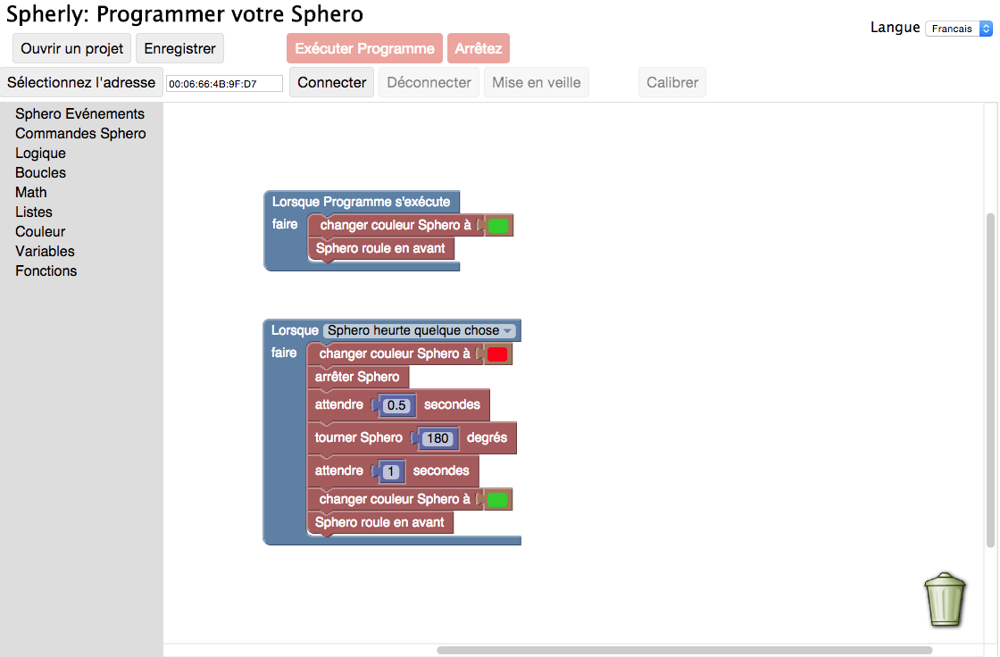 Spherly: Programmer votre Sphero
Langue Francais
Ouvrir un projet Enregistrer Exécuter Programme Arrêtez
Sélectionnez l'adresse 00:06:66:4B:9F:D7 Connecter Déconnecter Mise en veille Calibrer
Sphero Evénements
Commandes Sphero
Logique
Boucles
Math
Listes
Couleur
Variables
Fonctions
Lorsque Programme s'exécute
faire changer couleur Sphero à
Sphero roule en avant
Lorsque Sphero heurte quelque chose
faire changer couleur Sphero à
arrêter Sphero
attendre 0.5 secondes
tourner Sphero 180 degrés
attendre 1 secondes
changer couleur Sphero à
Sphero roule en avant